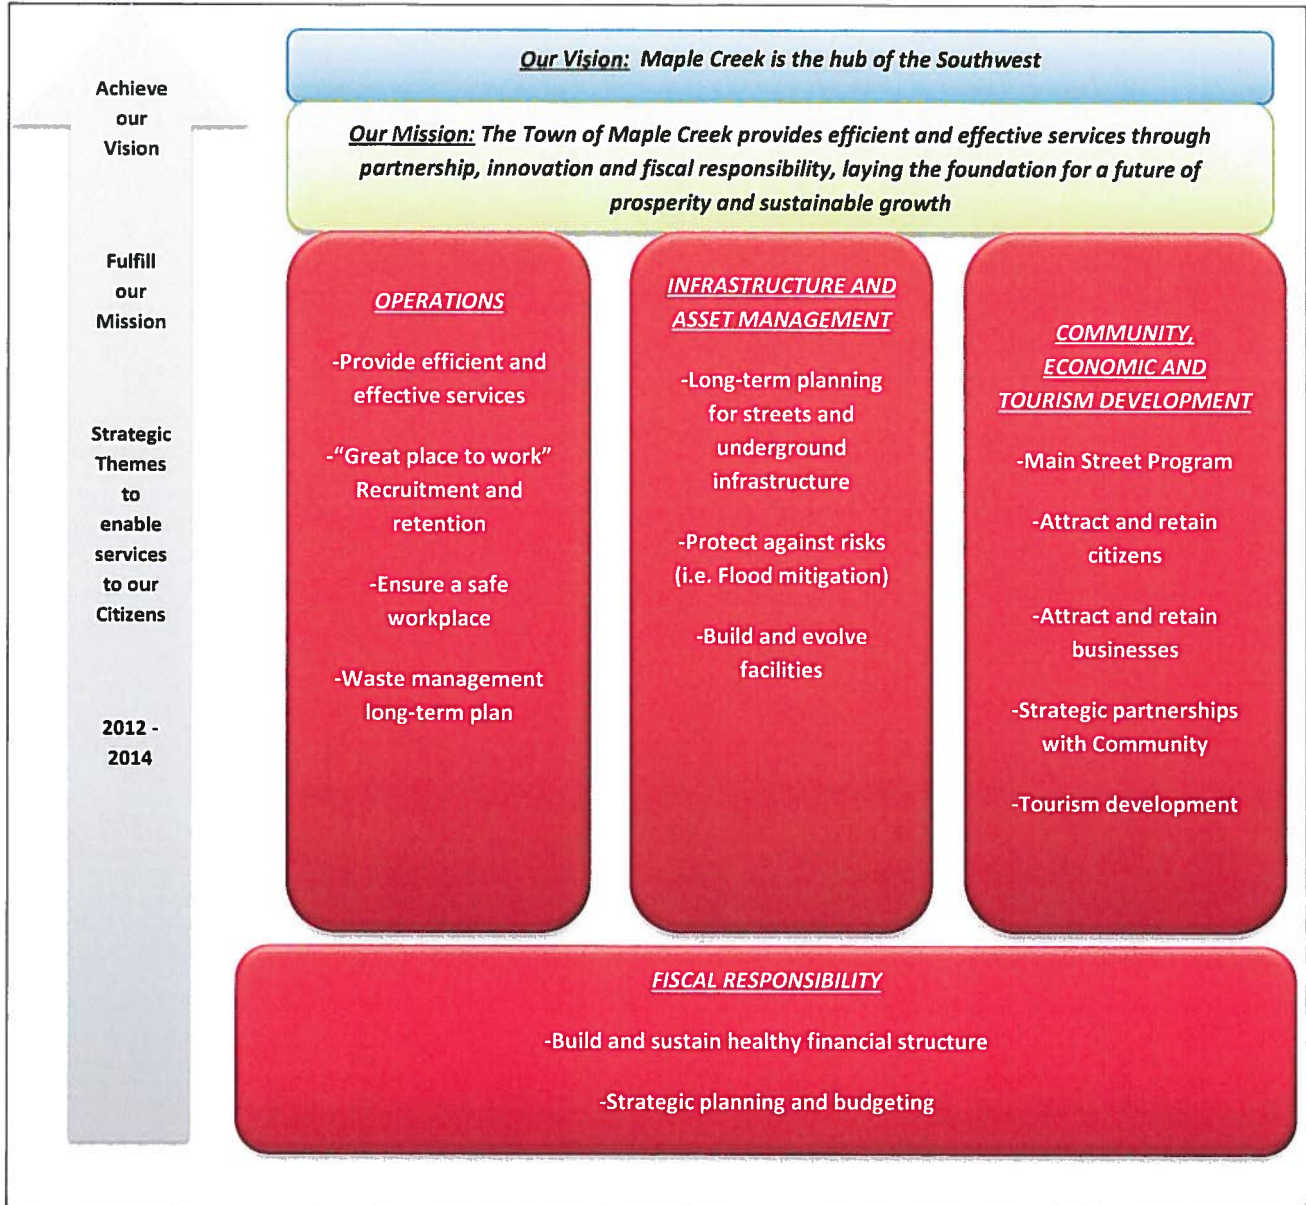 Achieve
our
Vision
Fulfill
our
Mission
Strategic
Themes
to
enable
services
to our
Citizens
2012 -
2014
Our Vision: Maple Creek is the hub of the Southwest
Our Mission: The Town of Maple Creek provides efficient and effective services through
partnership, innovation and fiscal responsibility, laying the foundation for a future of
prosperity and sustainable growth
OPERATIONS
-Provide efficient and
effective services
-“Great place to work”
Recruitment and
retention
-Ensure a safe
workplace
-Waste management
long-term plan
INFRASTRUCTURE AND
ASSET MANAGEMENT
-Long-term planning
for streets and
underground
infrastructure
-Protect against risks
(i.e. Flood mitigation)
-Build and evolve
facilities
COMMUNITY,
ECONOMIC AND
TOURISM DEVELOPMENT
-Main Street Program
-Attract and retain
citizens
-Attract and retain
businesses
-Strategic partnerships
with Community
-Tourism development
FISCAL RESPONSIBILITY
-Build and sustain healthy financial structure
-Strategic planning and budgeting